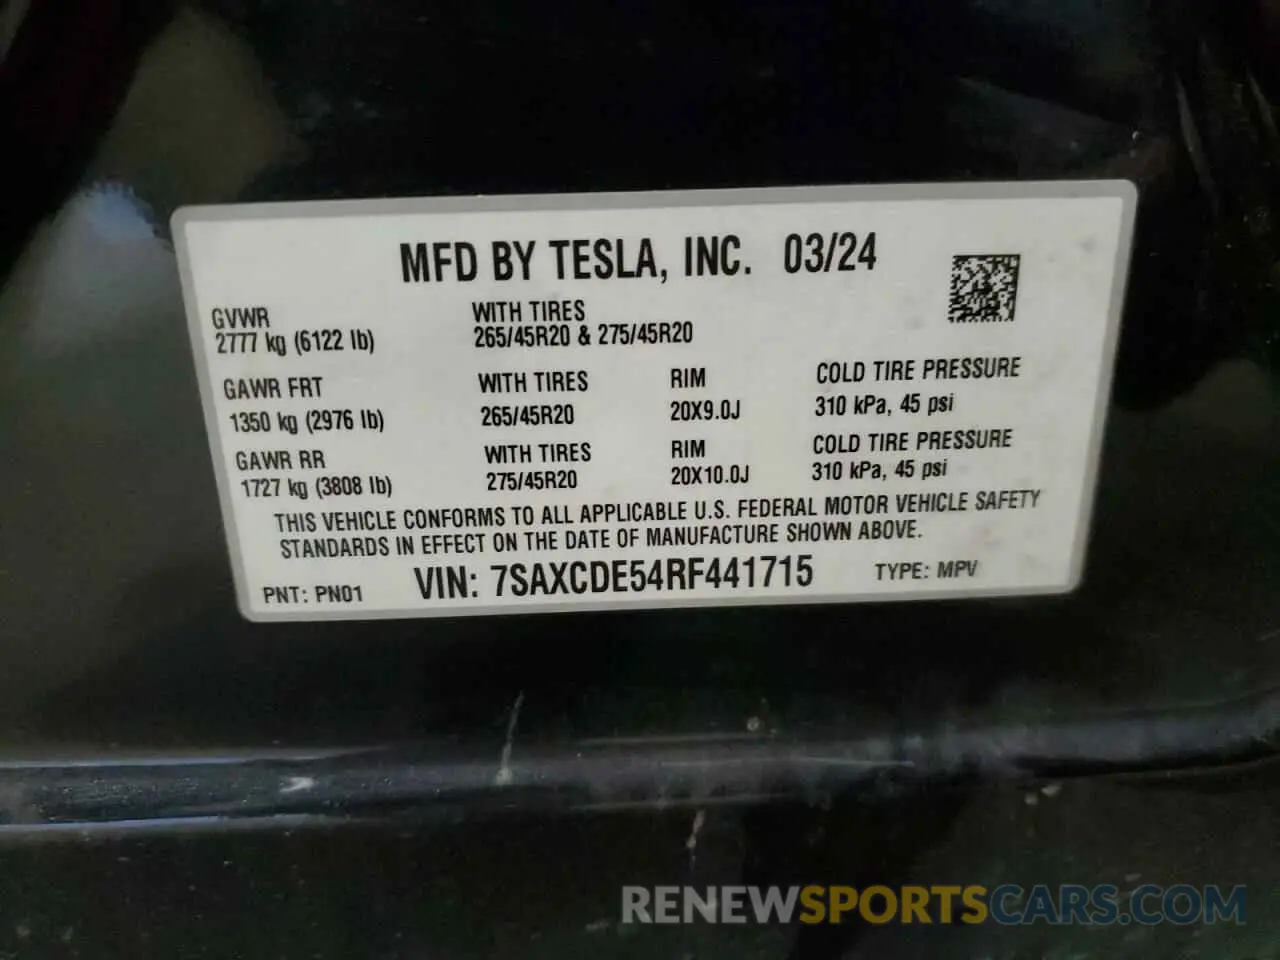 MFD BY TESLA, INC. 03/24
GVWR
2777 kg (6122 lb)
WITH TIRES
265/45R20 & 275/45R20
GAWR FRT WITH TIRES RIM COLD TIRE PRESSURE
1350 kg (2976 lb) 265/45R20 20X9.0J 310 kPa, 45 psi
GAWR RR WITH TIRES RIM COLD TIRE PRESSURE
1727 kg (3808 lb) 275/45R20 20X10.0J 310 kPa, 45 psi
THIS VEHICLE CONFORMS TO ALL APPLICABLE U.S. FEDERAL MOTOR VEHICLE SAFETY
STANDARDS IN EFFECT ON THE DATE OF MANUFACTURE SHOWN ABOVE.
PNT: PN01 VIN: 7SAXCDE54RF441715 TYPE: MPV
RENEWSPORTSCARS.COM